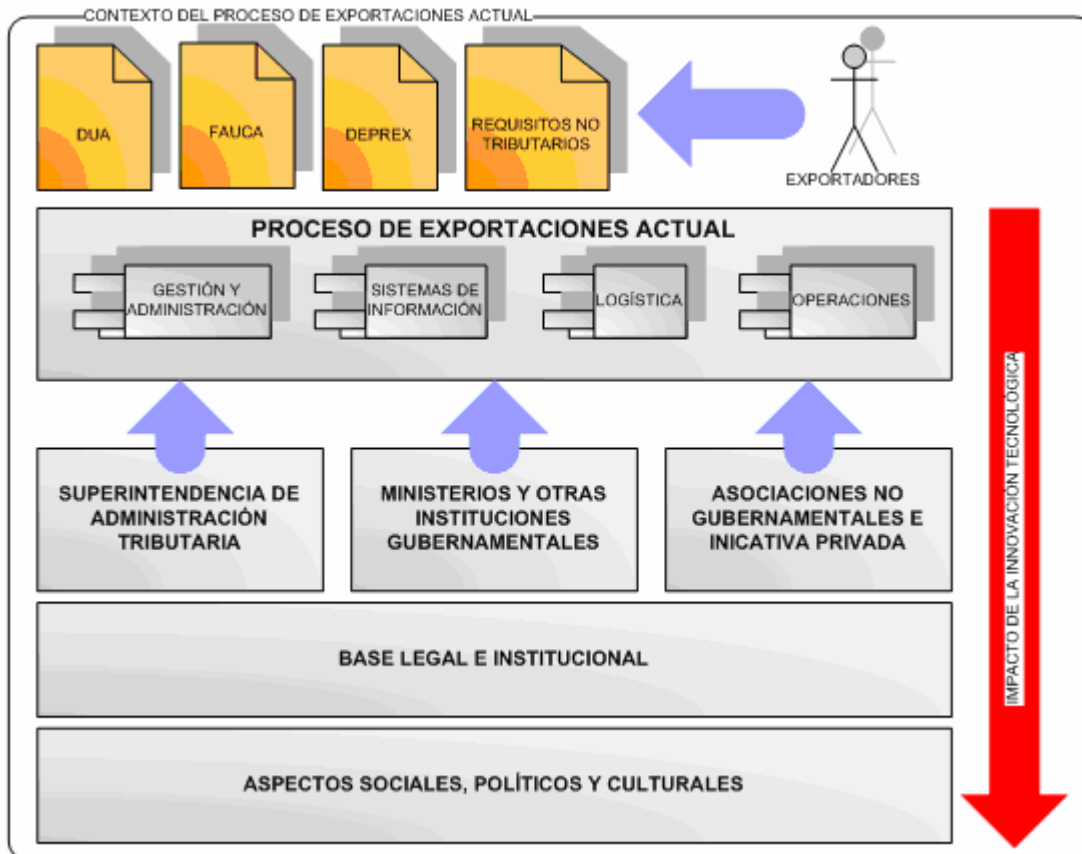 CONTEXTO DEL PROCESO DE EXPORTACIONES ACTUAL
DUA
FAUCA
DEPREX
REQUISITOS NO
TRIBUTARIOS
EXPORTADORES
PROCESO DE EXPORTACIONES ACTUAL
GESTIÓN Y
ADMINISTRACIÓN
SISTEMAS DE
INFORMACIÓN
LOGÍSTICA
OPERACIONES
SUPERINTENDENCIA DE
ADMINISTRACIÓN
TRIBUTARIA
MINISTERIOS Y OTRAS
INSTITUCIONES
GUBERNAMENTALES
ASOCIACIONES NO
GUBERNAMENTALES E
INICATIVA PRIVADA
BASE LEGAL E INSTITUCIONAL
ASPECTOS SOCIALES, POLÍTICOS Y CULTURALES
IMPACTO DE LA INNOVACIÓN TECNOLÓGICA